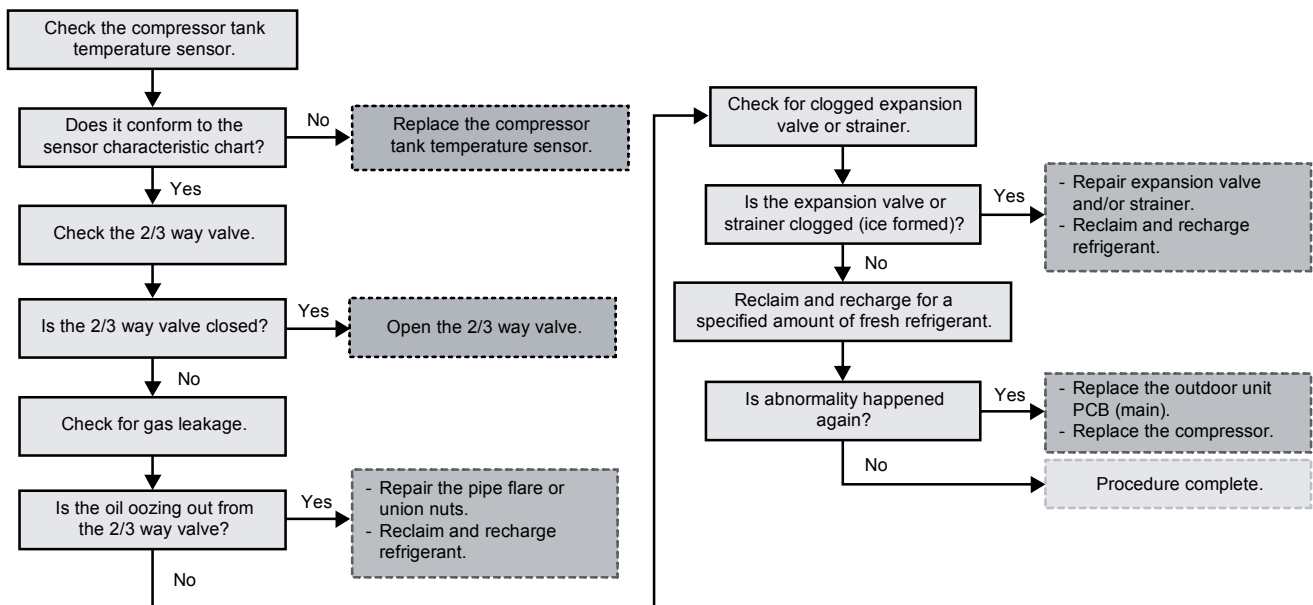 Check the compressor tank
temperature sensor.
Does it conform to the
sensor characteristic chart?
No
Replace the compressor
tank temperature sensor.
Yes
Check the 2/3 way valve.
Is the 2/3 way valve closed?
Yes
Open the 2/3 way valve.
No
Check for gas leakage.
Is the oil oozing out from
the 2/3 way valve?
Yes
- Repair the pipe flare or
union nuts.
- Reclaim and recharge
refrigerant.
No
Check for clogged expansion
valve or strainer.
Is the expansion valve or
strainer clogged (ice formed)?
Yes
- Repair expansion valve
and/or strainer.
- Reclaim and recharge
refrigerant.
No
Reclaim and recharge for a
specified amount of fresh refrigerant.
Is abnormality happened
again?
Yes
- Replace the outdoor unit
PCB (main).
- Replace the compressor.
No
Procedure complete.